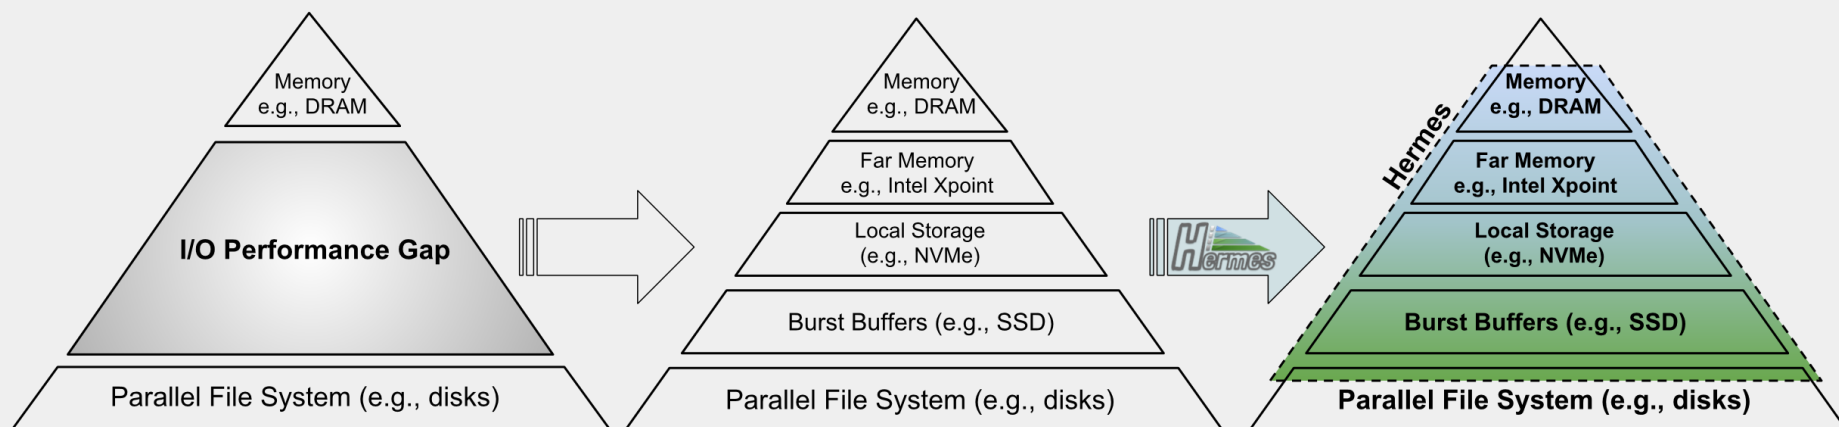 Memory
e.g., DRAM
I/O Performance Gap
Parallel File System (e.g., disks)
Memory
e.g., DRAM
Far Memory
e.g., Intel Xpoint
Local Storage
(e.g., NVMe)
Burst Buffers (e.g., SSD)
Parallel File System (e.g., disks)
Hermes
Hermes
Memory
e.g., DRAM
Far Memory
e.g., Intel Xpoint
Local Storage
(e.g., NVMe)
Burst Buffers (e.g., SSD)
Parallel File System (e.g., disks)